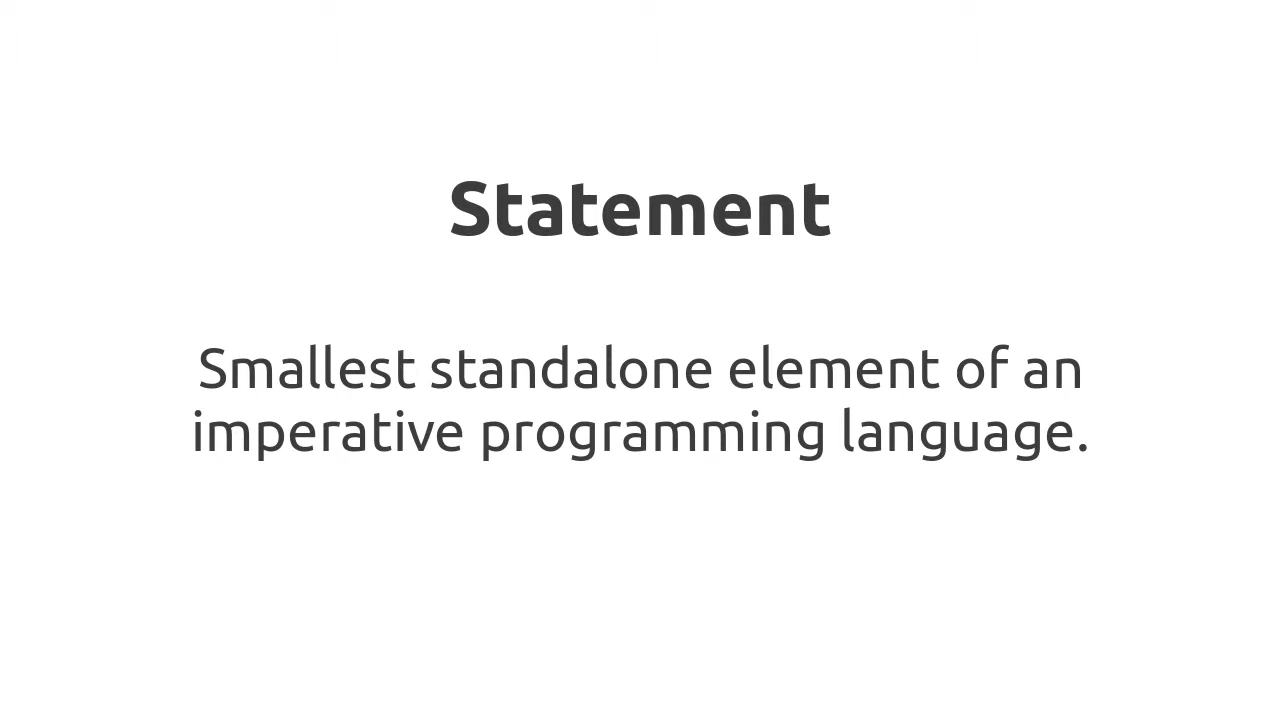 Statement
Smallest standalone element of an
imperative programming language.